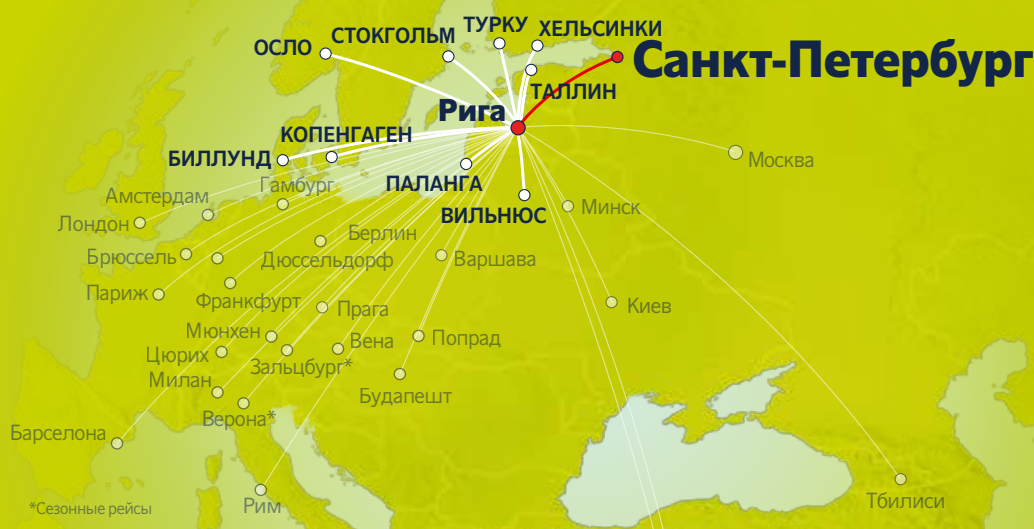 ТУРКУ
ХЕЛЬСИНКИ
СТОКГОЛЬМ
ОСЛО
Санкт-Петербург
ТАЛЛИН
Рига
КОПЕНГАГЕН
БИЛЛУНД
Москва
ПАЛАНГА
Гамбург
Амстердам
ВИЛЬНЮС
Минск
Лондон
Берлин
Брюссель
Дюссельдорф
Варшава
Париж
Франкфурт
Прага
Киев
Мюнхен
Вена
Попрад
Цюрих
Зальцбург*
Милан
Будапешт
Верона*
Барселона
Тбилиси
Рим
*Сезонные рейсы